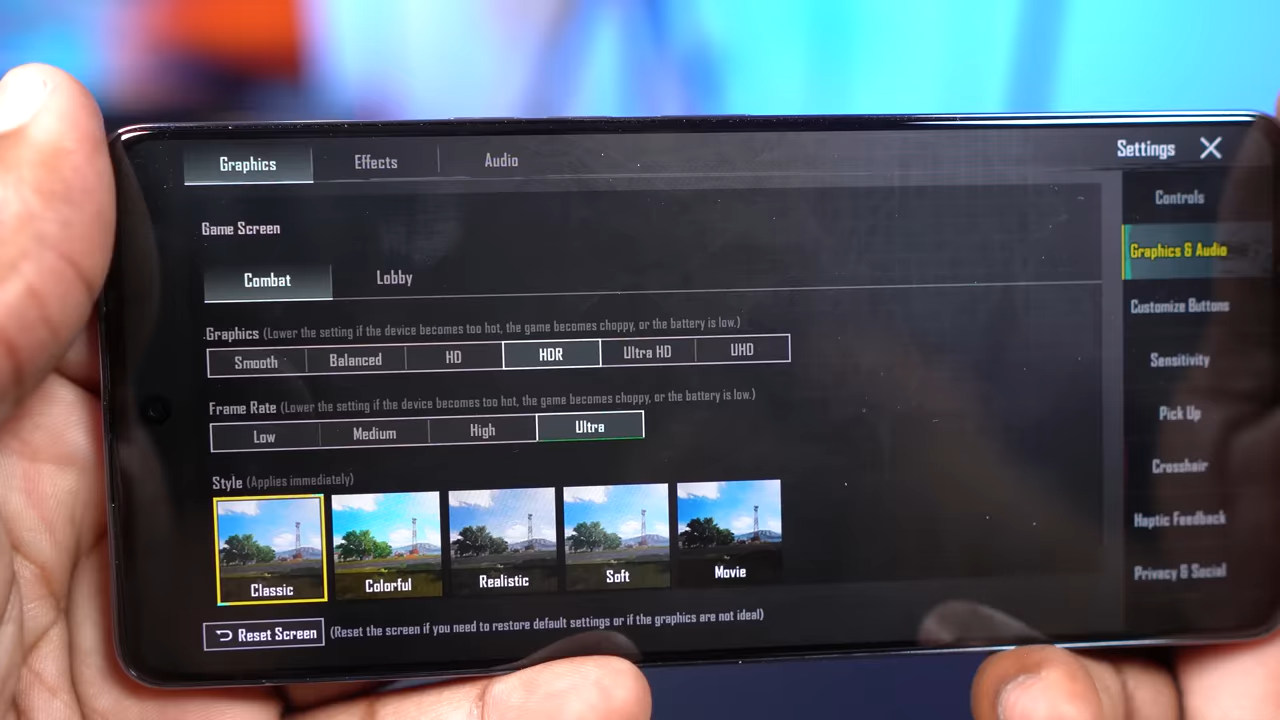 Graphics Effects Audio
Settings X
Game Screen
Combat Lobby
Graphics (Lower the setting if the device becomes too hot, the game becomes choppy, or the battery is low.)
Smooth Balanced HD HDR Ultra HD UHD
Frame Rate (Lower the setting if the device becomes too hot, the game becomes choppy, or the battery is low.)
Low Medium High Ultra
Style (Applies immediately)
Classic Colorful Realistic Soft Movie
Reset Screen (Reset the screen if you need to restore default settings or if the graphics are not ideal)
Controls
Graphics & Audio
Customize Buttons
Sensitivity
Pick Up
Crosshair
Haptic Feedback
Privacy & Social